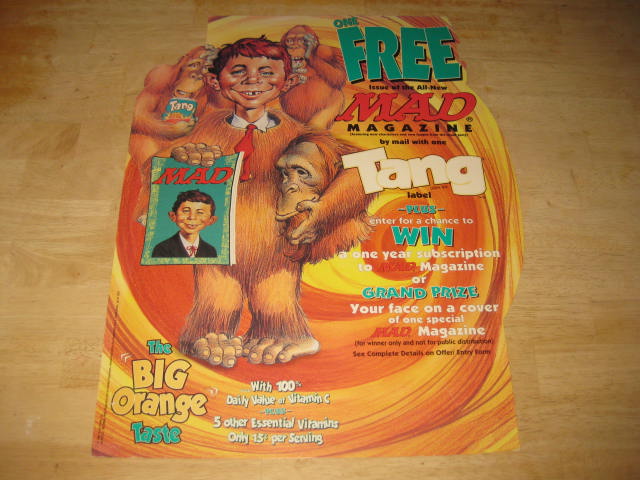 ONE
FREE
Issue of the All-New
MAD®
MAGAZINE
by mail with one
Tang
label
—PLUS—
enter for a chance to
WIN
a one year subscription
to MAD Magazine
or
GRAND PRIZE
Your face on a cover
of one special
MAD Magazine
(for winner only and not for public distribution)
See Complete Details on Offer/Entry Form
Tang
MAD
The
"BIG
Orange"
Taste
With 100%
Daily Value of Vitamin C
5 other Essential Vitamins
Only 15¢ per Serving